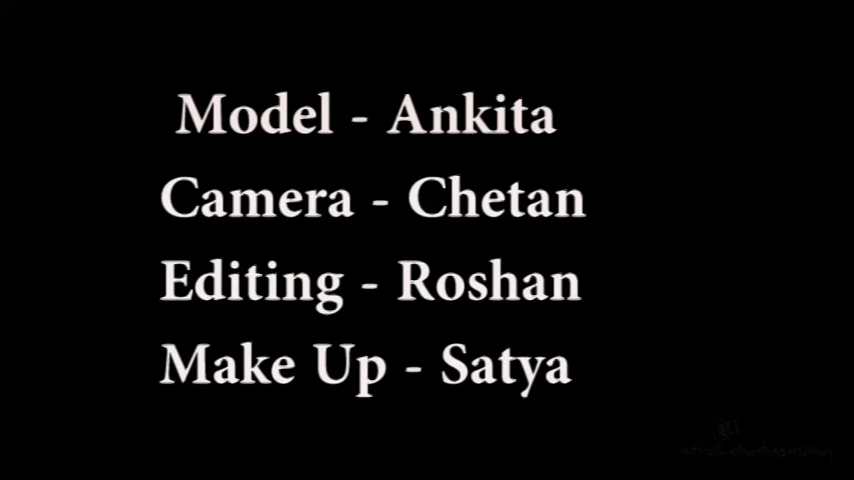 Model - Ankita
Camera - Chetan
Editing - Roshan
Make Up - Satya